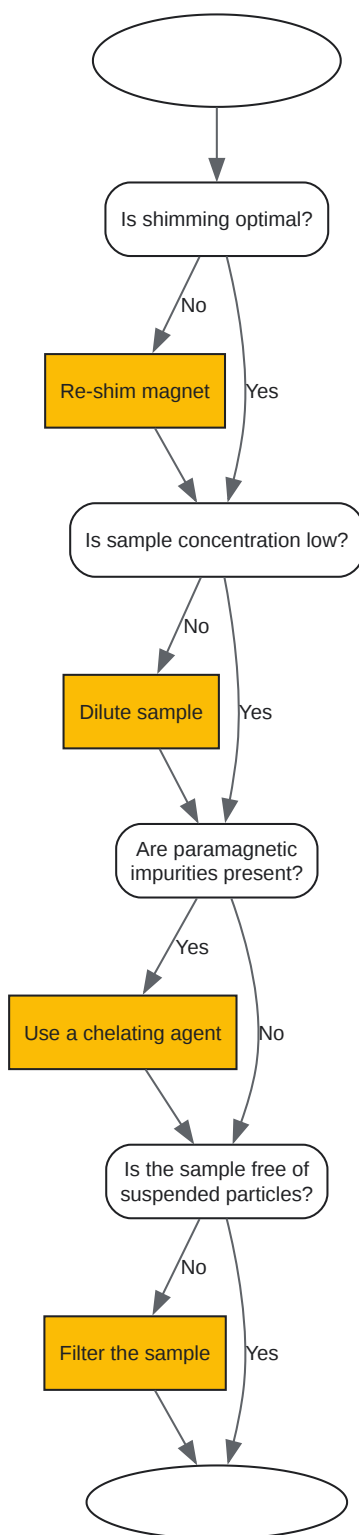 Is shimming optimal?
No
Re-shim magnet
Yes
Is sample concentration low?
No
Dilute sample
Yes
Are paramagnetic
impurities present?
Yes
Use a chelating agent
No
Is the sample free of
suspended particles?
No
Filter the sample
Yes